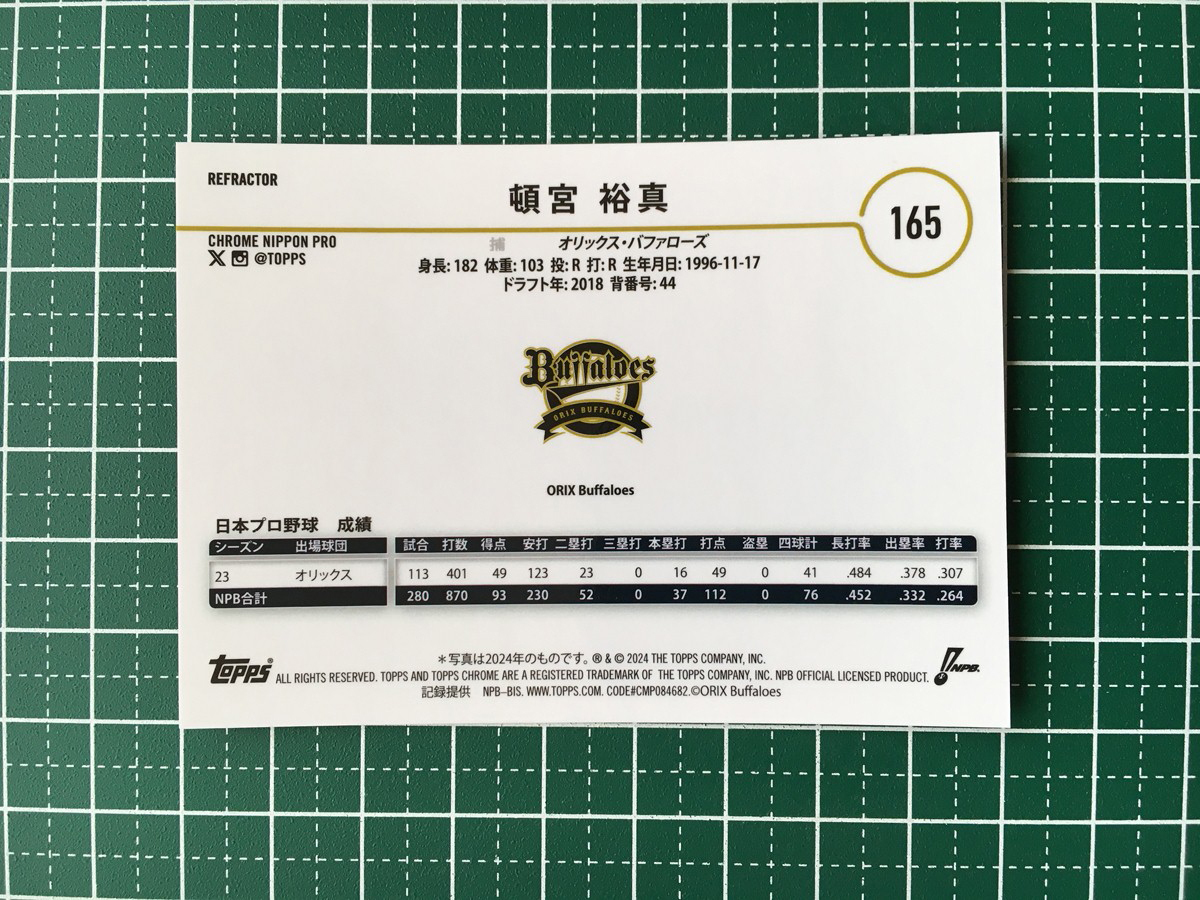 REFRACTOR
頓宮 裕真
165
CHROME NIPPON PRO
捕 オリックス・バファローズ
@TOPPS
身長: 182 体重: 103 投: R 打: R 生年月日: 1996-11-17
ドラフト年: 2018 背番号: 44
Buffaloes
ORIX BUFFALOES
ORIX Buffaloes
日本プロ野球 成績
シーズン 出場球団 試合 打数 得点 安打 二塁打 三塁打 本塁打 打点 盗塁 四球計 長打率 出塁率 打率
23 オリックス 113 401 49 123 23 0 16 49 0 41 .484 .378 .307
NPB合計 280 870 93 230 52 0 37 112 0 76 .452 .332 .264
topps®
＊写真は2024年のものです。 ® & © 2024 THE TOPPS COMPANY, INC.
ALL RIGHTS RESERVED. TOPPS AND TOPPS CHROME ARE A REGISTERED TRADEMARK OF THE TOPPS COMPANY, INC. NPB OFFICIAL LICENSED PRODUCT.
記録提供 NPB-BIS. WWW.TOPPS.COM. CODE#CMP084682.©ORIX Buffaloes
NPB.